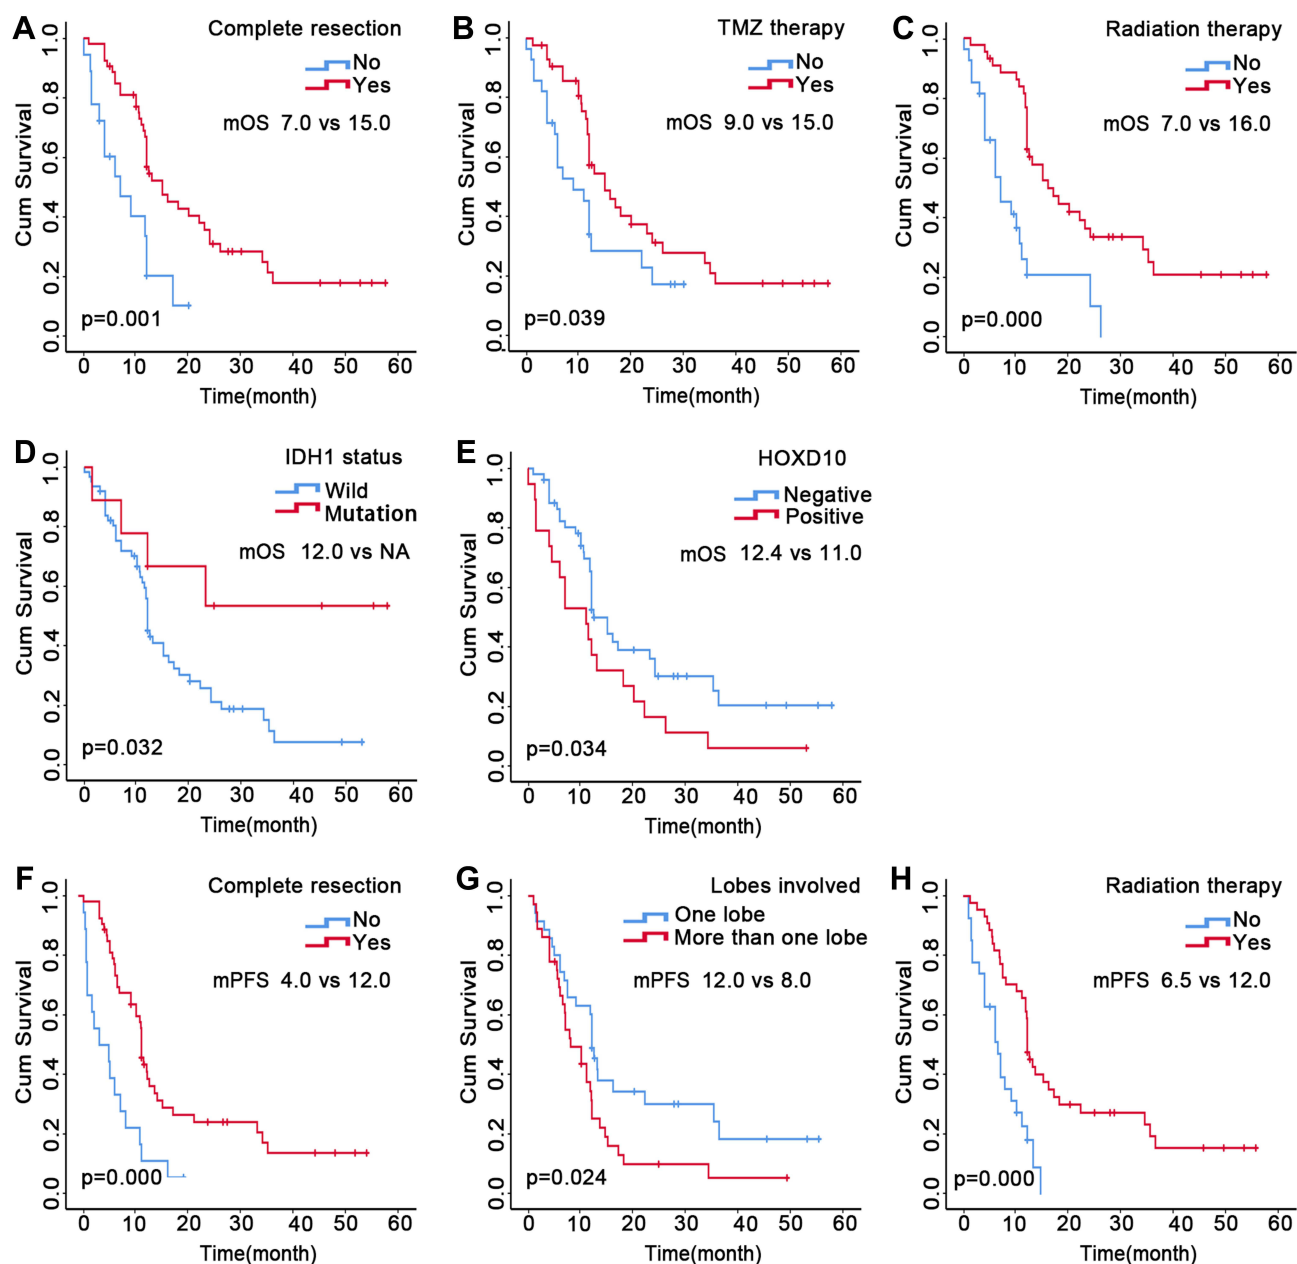 A
Complete resection
No
Yes
mOS 7.0 vs 15.0
p=0.001
Cum Survival
1.0
0.8
0.6
0.4
0.2
0.0
0 10 20 30 40 50 60
Time(month)
B
TMZ therapy
No
Yes
mOS 9.0 vs 15.0
p=0.039
Cum Survival
1.0
0.8
0.6
0.4
0.2
0.0
0 10 20 30 40 50 60
Time(month)
C
Radiation therapy
No
Yes
mOS 7.0 vs 16.0
p=0.000
Cum Survival
1.0
0.8
0.6
0.4
0.2
0.0
0 10 20 30 40 50 60
Time(month)
D
IDH1 status
Wild
Mutation
mOS 12.0 vs NA
p=0.032
Cum Survival
1.0
0.8
0.6
0.4
0.2
0.0
0 10 20 30 40 50 60
Time(month)
E
HOXD10
Negative
Positive
mOS 12.4 vs 11.0
p=0.034
Cum Survival
1.0
0.8
0.6
0.4
0.2
0.0
0 10 20 30 40 50 60
Time(month)
F
Complete resection
No
Yes
mPFS 4.0 vs 12.0
p=0.000
Cum Survival
1.0
0.8
0.6
0.4
0.2
0.0
0 10 20 30 40 50 60
Time(month)
G
Lobes involved
One lobe
More than one lobe
mPFS 12.0 vs 8.0
p=0.024
Cum Survival
1.0
0.8
0.6
0.4
0.2
0.0
0 10 20 30 40 50 60
Time(month)
H
Radiation therapy
No
Yes
mPFS 6.5 vs 12.0
p=0.000
Cum Survival
1.0
0.8
0.6
0.4
0.2
0.0
0 10 20 30 40 50 60
Time(month)